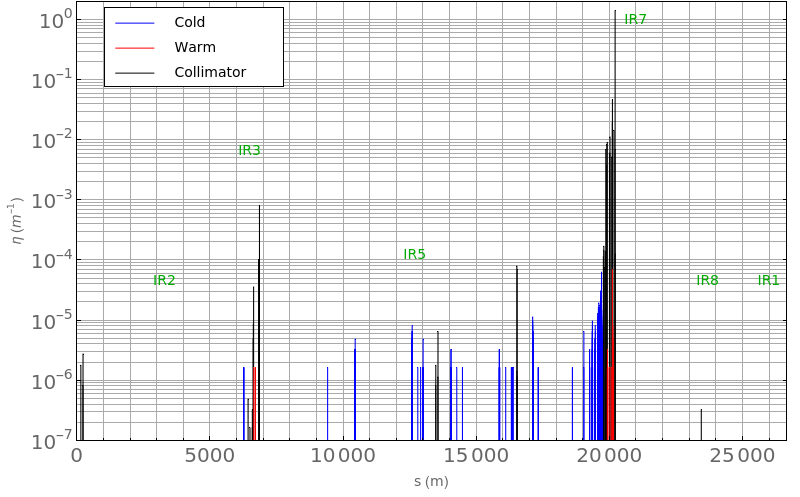 Cold
Warm
Collimator
IR7
IR3
IR5
IR2
IR8
IR1
10⁰
10⁻¹
10⁻²
10⁻³
10⁻⁴
10⁻⁵
10⁻⁶
10⁻⁷
η (m⁻¹)
0 5000 10000 15000 20000 25000
s (m)